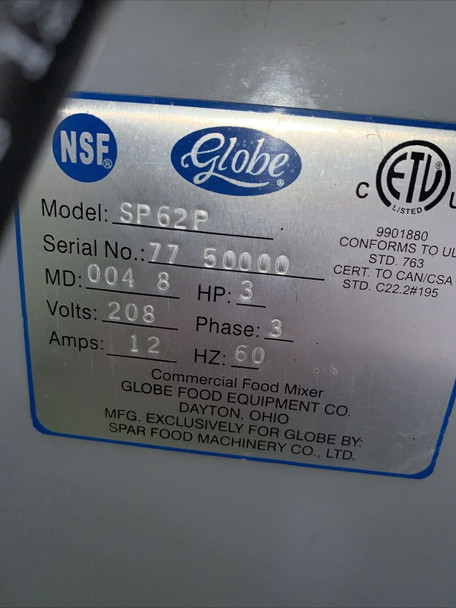 NSF®
Globe®
C ETL U
LISTED
9901880
CONFORMS TO UL
STD. 763
CERT. TO CAN/CSA
STD. C22.2#195
Model: SP62P
Serial No.: 77 50000
MD: 004 8 HP: 3
Volts: 208 Phase: 3
Amps: 12 HZ: 60
Commercial Food Mixer
GLOBE FOOD EQUIPMENT CO.
DAYTON, OHIO
MFG. EXCLUSIVELY FOR GLOBE BY:
SPAR FOOD MACHINERY CO., LTD.